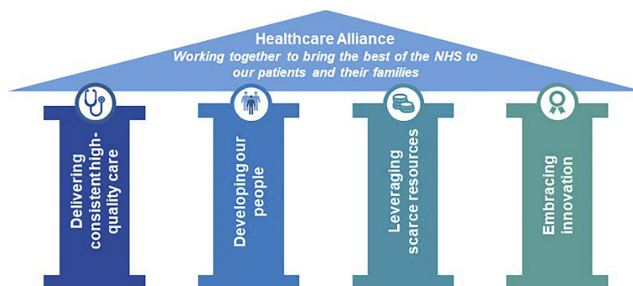 Healthcare Alliance
Working together to bring the best of the NHS to
our patients and their families
Delivering
consistent high-
quality care
Developing our
people
Leveraging
scarce resources
Embracing
innovation